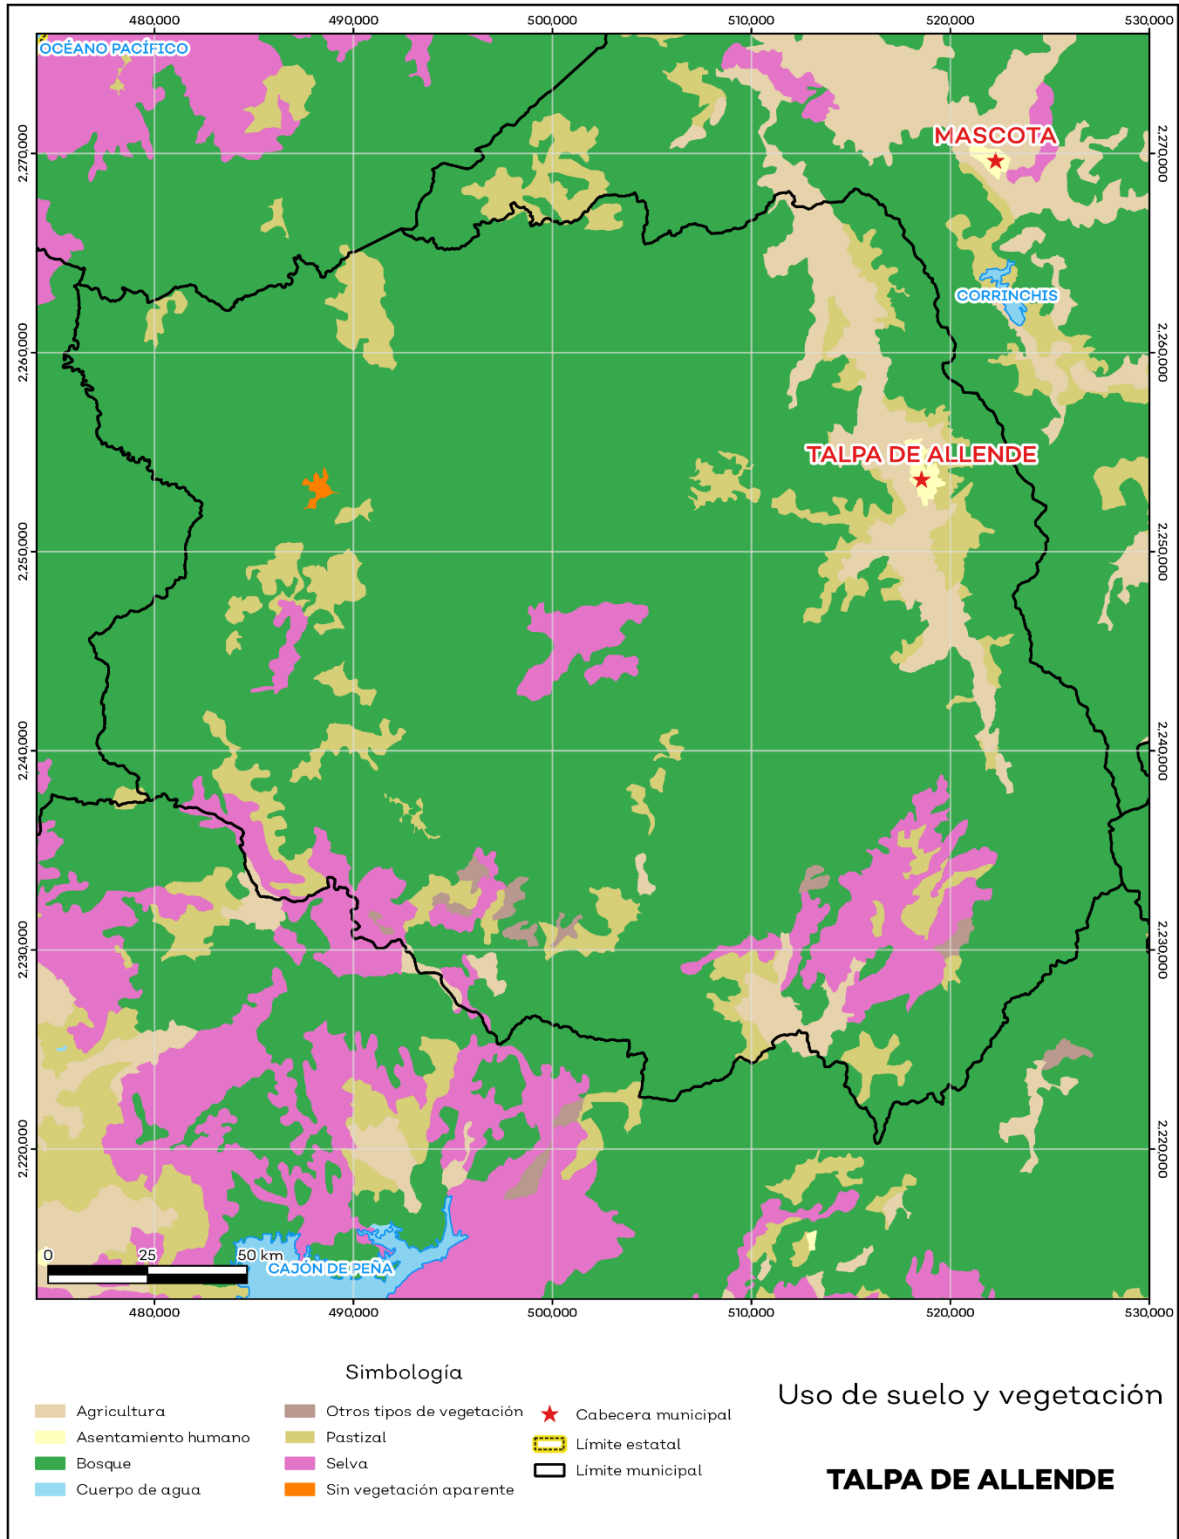 480,000 490,000 500,000 510,000 520,000 530,000
OCÉANO PACÍFICO
MASCOTA
2,270,000 2,270,000
CORRINCHIS
2,260,000 2,260,000
TALPA DE ALLENDE
2,250,000 2,250,000
2,240,000 2,240,000
2,230,000 2,230,000
2,220,000 2,220,000
0 25 50 km
CAJÓN DE PEÑA
480,000 490,000 500,000 510,000 520,000 530,000
Simbología
Agricultura
Asentamiento humano
Bosque
Cuerpo de agua
Otros tipos de vegetación
Pastizal
Selva
Sin vegetación aparente
Cabecera municipal
Límite estatal
Límite municipal
Uso de suelo y vegetación
TALPA DE ALLENDE